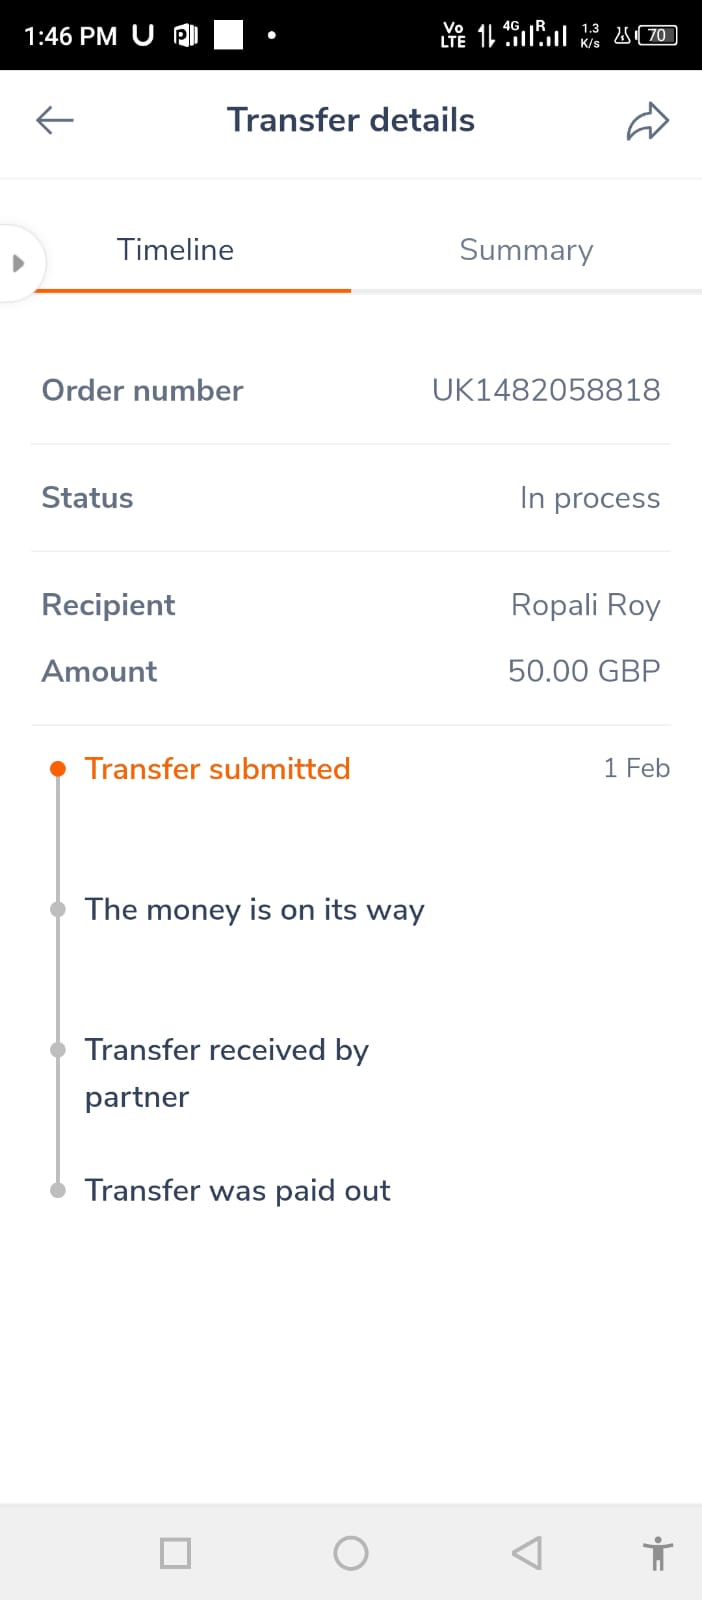 1:46 PM
Vo LTE 4G R 1.3 K/s 70
Transfer details
Timeline Summary
Order number UK1482058818
Status In process
Recipient Ropali Roy
Amount 50.00 GBP
Transfer submitted 1 Feb
The money is on its way
Transfer received by
partner
Transfer was paid out